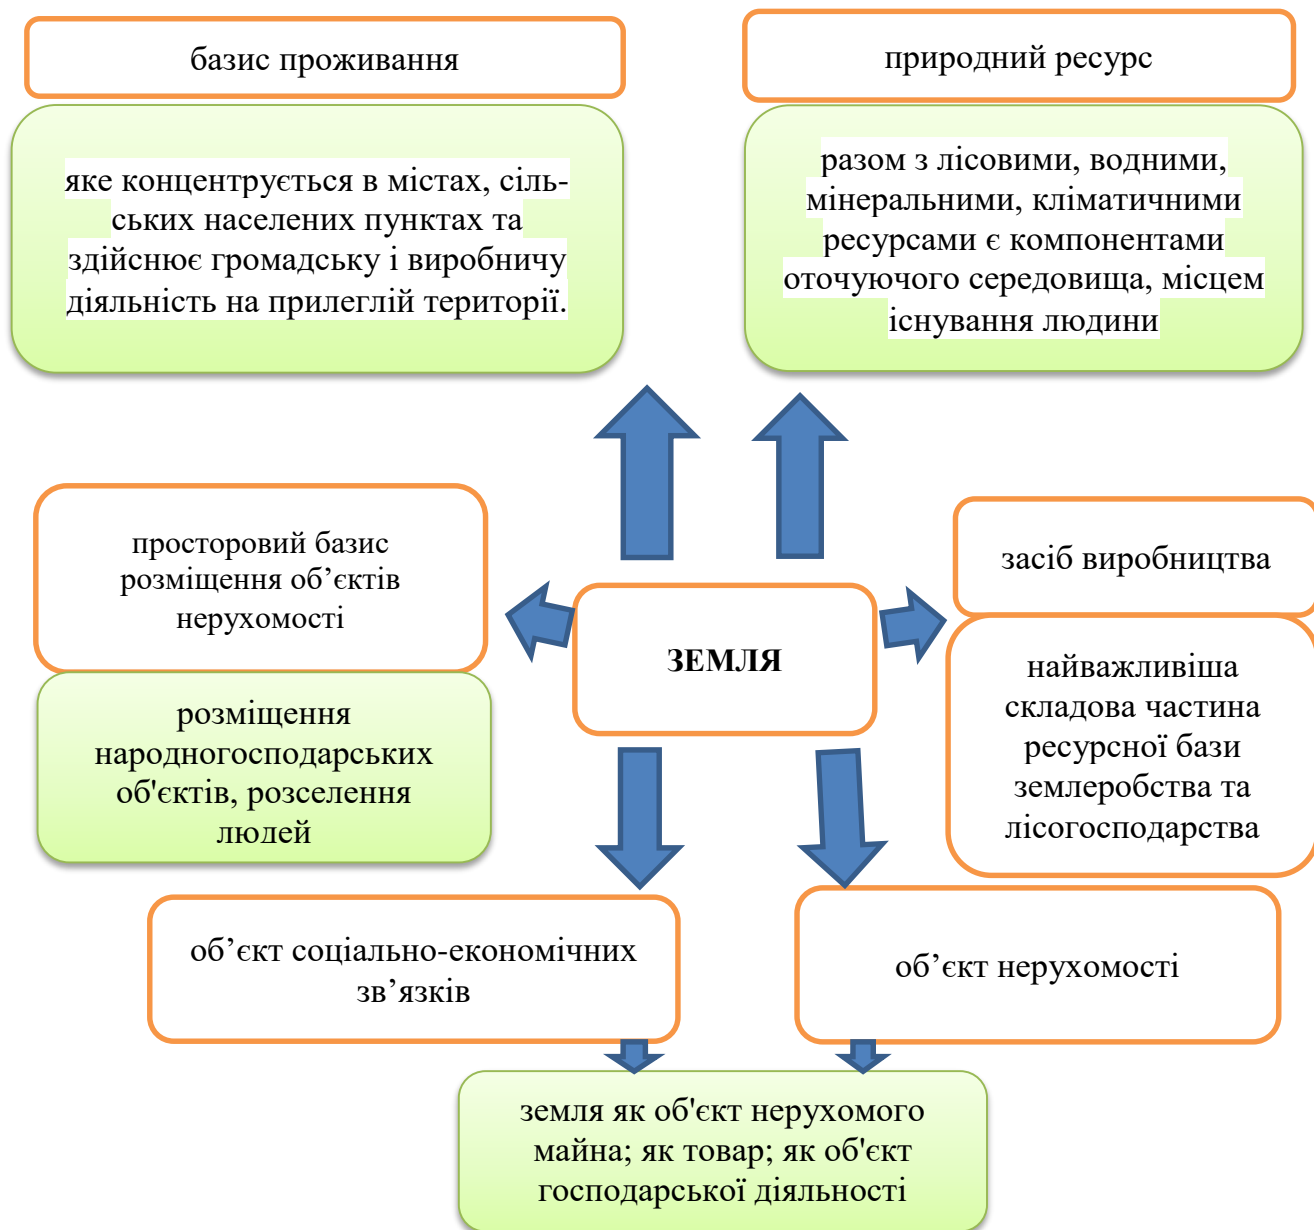 базис проживання
яке концентрується в містах, сіль-
ських населених пунктах та
здійснює громадську і виробничу
діяльність на прилеглій території.
природний ресурс
разом з лісовими, водними,
мінеральними, кліматичними
ресурсами є компонентами
оточуючого середовища, місцем
існування людини
просторовий базис
розміщення об’єктів
нерухомості
розміщення
народногосподарських
об'єктів, розселення
людей
ЗЕМЛЯ
засіб виробництва
найважливіша
складова частина
ресурсної бази
землеробства та
лісогосподарства
об’єкт соціально-економічних
зв’язків
об’єкт нерухомості
земля як об'єкт нерухомого
майна; як товар; як об'єкт
господарської діяльності